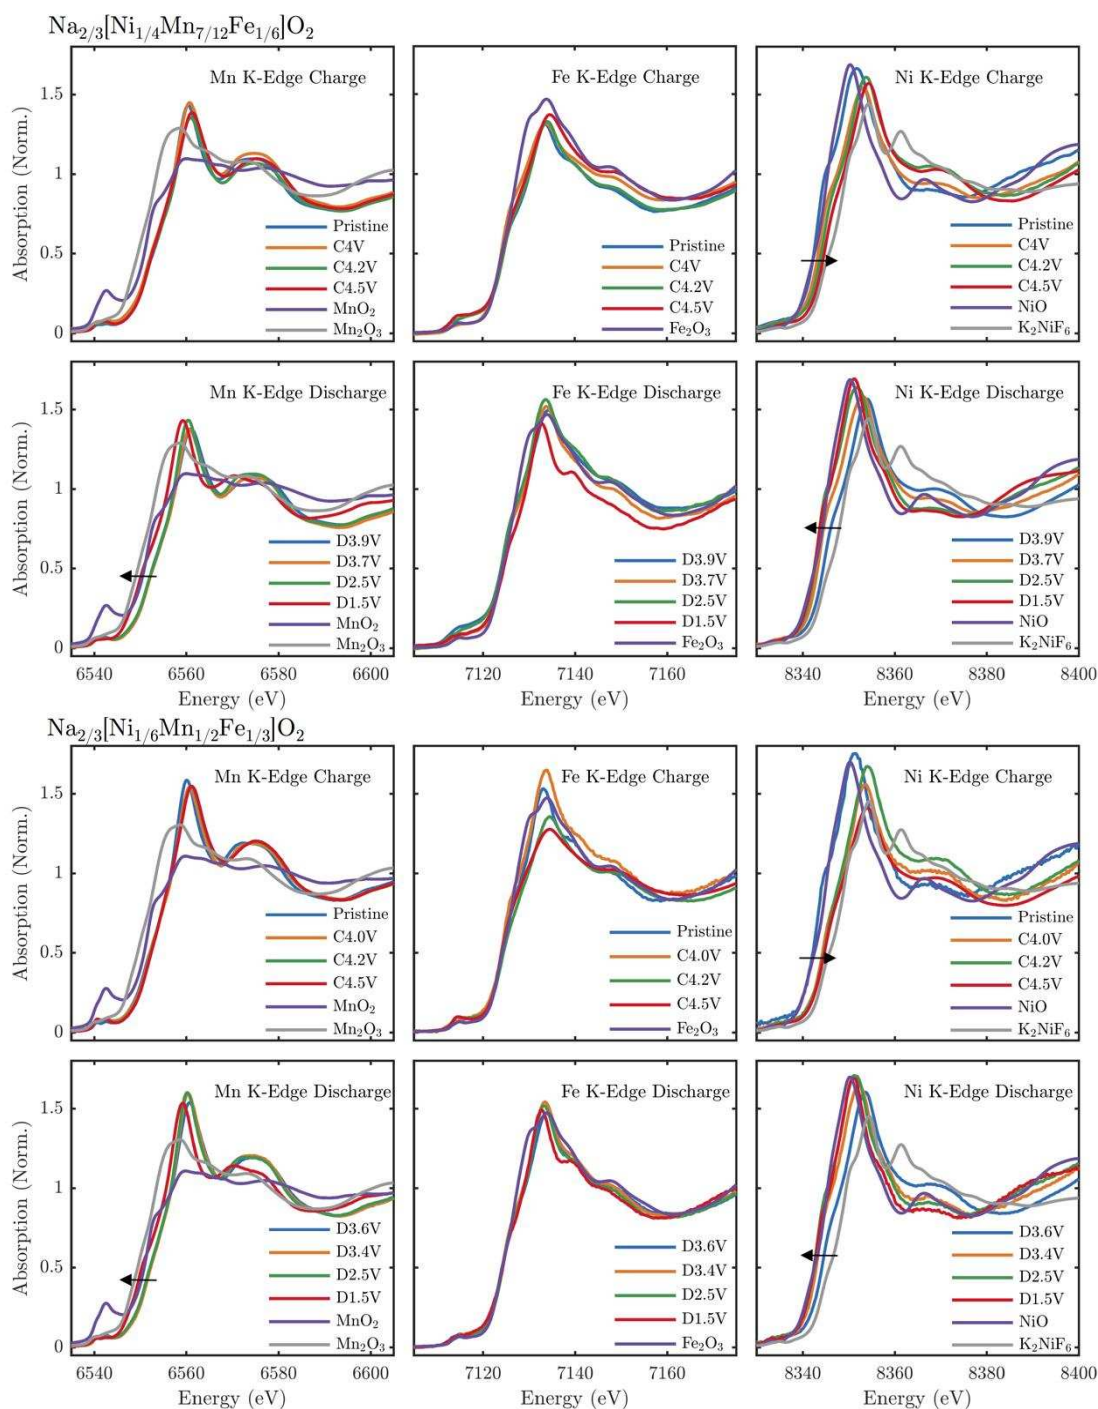 Na2/3[Ni1/4Mn7/12Fe1/6]O2
Mn K-Edge Charge
Absorption (Norm.)
1.5
1
0.5
0
Pristine
C4V
C4.2V
C4.5V
MnO2
Mn2O3
Fe K-Edge Charge
Pristine
C4V
C4.2V
C4.5V
Fe2O3
Ni K-Edge Charge
Pristine
C4V
C4.2V
C4.5V
NiO
K2NiF6
Mn K-Edge Discharge
Absorption (Norm.)
1.5
1
0.5
0
D3.9V
D3.7V
D2.5V
D1.5V
MnO2
Mn2O3
6540 6560 6580 6600
Energy (eV)
Fe K-Edge Discharge
D3.9V
D3.7V
D2.5V
D1.5V
Fe2O3
7120 7140 7160
Energy (eV)
Ni K-Edge Discharge
D3.9V
D3.7V
D2.5V
D1.5V
NiO
K2NiF6
8340 8360 8380 8400
Energy (eV)
Na2/3[Ni1/6Mn1/2Fe1/3]O2
Mn K-Edge Charge
Absorption (Norm.)
1.5
1
0.5
0
Pristine
C4.0V
C4.2V
C4.5V
MnO2
Mn2O3
Fe K-Edge Charge
Pristine
C4.0V
C4.2V
C4.5V
Fe2O3
Ni K-Edge Charge
Pristine
C4.0V
C4.2V
C4.5V
NiO
K2NiF6
Mn K-Edge Discharge
Absorption (Norm.)
1.5
1
0.5
0
D3.6V
D3.4V
D2.5V
D1.5V
MnO2
Mn2O3
6540 6560 6580 6600
Energy (eV)
Fe K-Edge Discharge
D3.6V
D3.4V
D2.5V
D1.5V
Fe2O3
7120 7140 7160
Energy (eV)
Ni K-Edge Discharge
D3.6V
D3.4V
D2.5V
D1.5V
NiO
K2NiF6
8340 8360 8380 8400
Energy (eV)